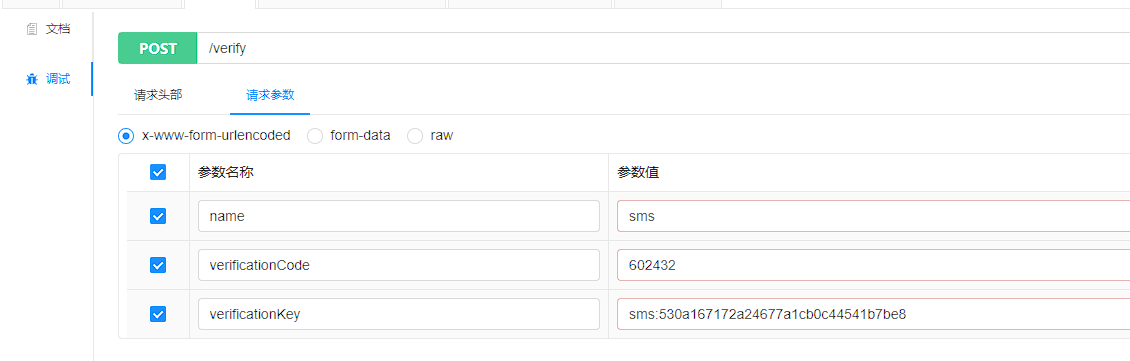 文档
调试
POST /verify
请求头部 请求参数
x-www-form-urlencoded form-data raw
参数名称 参数值
name sms
verificationCode 602432
verificationKey sms:530a167172a24677a1cb0c44541b7be8